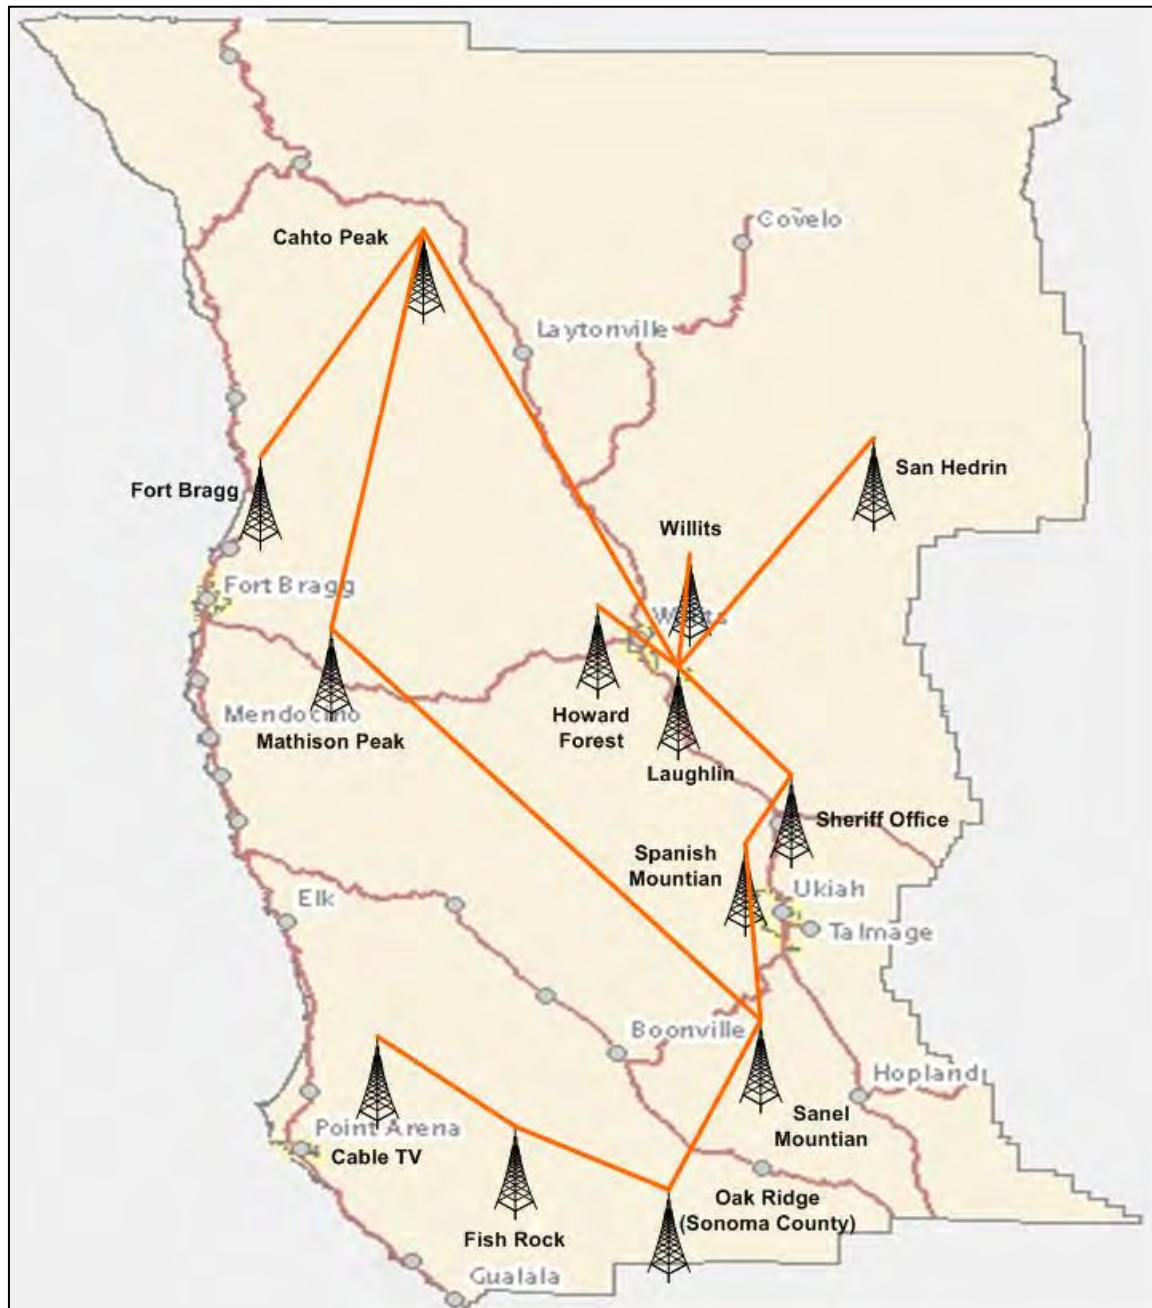 Covelo
Cahto Peak
Laytonville
San Hedrin
Fort Bragg
Willits
Fort Bragg
Willits
Mendocino
Mathison Peak
Howard
Forest
Laughlin
Sheriff Office
Spanish
Mountian
Ukiah
Talmage
Elk
Boonville
Hopland
Sanel
Mountian
Point Arena
Cable TV
Oak Ridge
(Sonoma County)
Fish Rock
Gualala